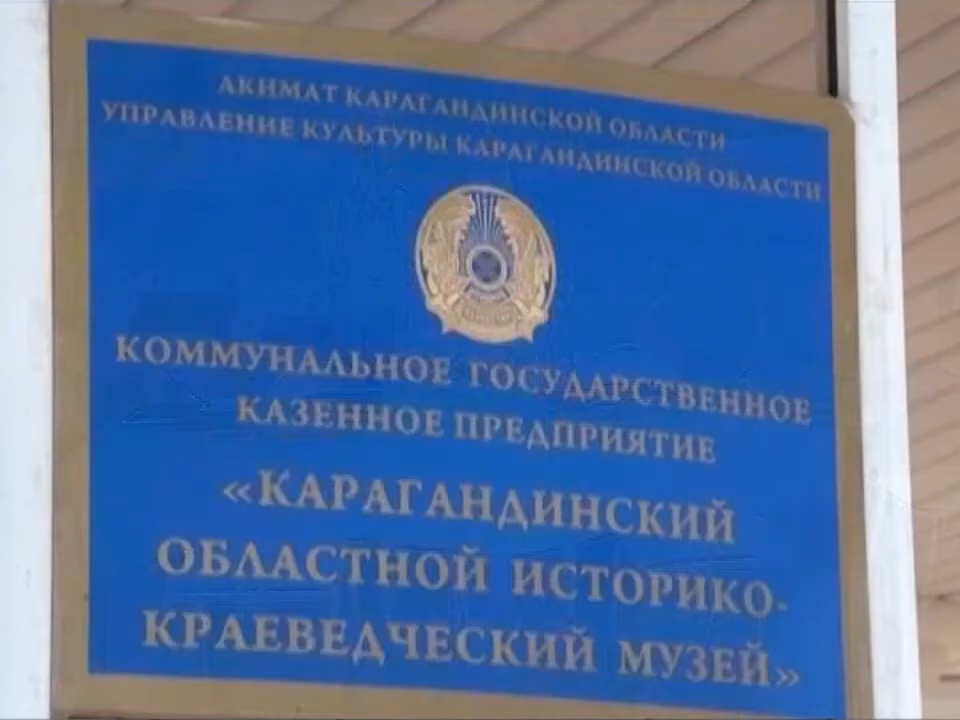 АКИМАТ КАРАГАНДИНСКОЙ ОБЛАСТИ
УПРАВЛЕНИЕ КУЛЬТУРЫ КАРАГАНДИНСКОЙ ОБЛАСТИ
КОММУНАЛЬНОЕ ГОСУДАРСТВЕННОЕ
КАЗЕННОЕ ПРЕДПРИЯТИЕ
«КАРАГАНДИНСКИЙ
ОБЛАСТНОЙ ИСТОРИКО-
КРАЕВЕДЧЕСКИЙ МУЗЕЙ»